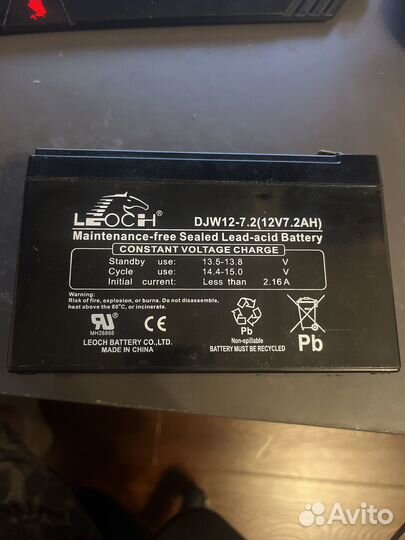 LEOCH
DJW12-7.2(12V7.2AH)
Maintenance-free Sealed Lead-acid Battery
CONSTANT VOLTAGE CHARGE
Standby use: 13.5-13.8 V
Cycle use: 14.4-15.0 V
Initial current: Less than 2.16A
Warning:
Risk of fire, explosion, or burns. Do not disassemble,
heat above the 60°C, or incinerate.
MH26866
LEOCH BATTERY CO.,LTD.
MADE IN CHINA
Pb
Non-spillable
BATTERY MUST BE RECYCLED
Pb
Avito